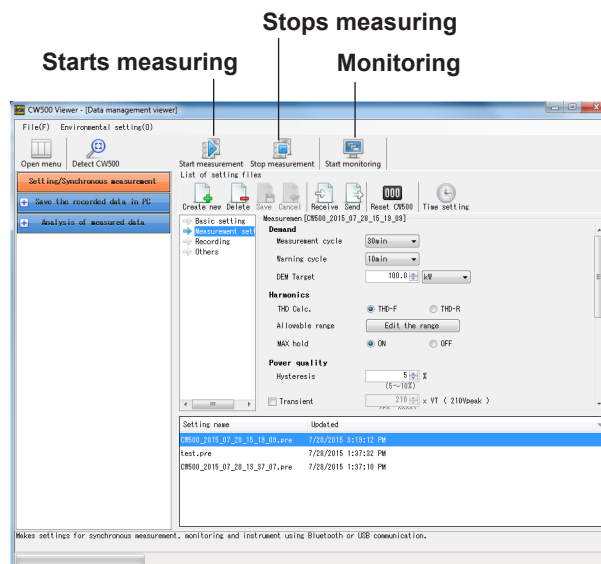 Stops measuring
Starts measuring
Monitoring
CW500 Viewer - [Data management viewer]
File(F) Environmental setting(O)
Open menu Detect CW500 Start measurement Stop measurement Start monitoring
Setting/Synchronous measurement
Save the recorded data in PC
Analysis of measured data
List of setting files
Create new Delete Save Cancel Receive Send Reset CW500 Time setting
Basic setting
Measurement sett
Recording
Others
Measuremen [CW500_2015_07_28_15_19_09]
Demand
Measurement cycle 30min
Warning cycle 10min
DEM Target 100.0 kW
Harmonics
THD Calc. THD-F THD-R
Allowable range Edit the range
MAX hold ON OFF
Power quality
Hysteresis 5 %
(5~10%)
Transient 210 x VT ( 210Vpeak )
Setting name Updated
CW500_2015_07_28_15_19_09.pre 7/28/2015 3:19:12 PM
test.pre 7/28/2015 1:37:32 PM
CW500_2015_07_28_13_37_07.pre 7/28/2015 1:37:10 PM
Makes settings for synchronous measurement, monitoring and instrument using Bluetooth or USB communication.